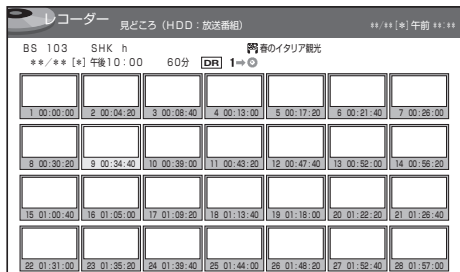 レコーダー 見どころ（HDD：放送番組） **/**［*］午前 **:**
BS 103 SHK h 春のイタリア観光
**/**［*］午後10：00 60分 DR 1⇒
1 00:00:00 2 00:04:20 3 00:08:40 4 00:13:00 5 00:17:20 6 00:21:40 7 00:26:00
8 00:30:20 9 00:34:40 10 00:39:00 11 00:43:20 12 00:47:40 13 00:52:00 14 00:56:20
15 01:00:40 16 01:05:00 17 01:09:20 18 01:13:40 19 01:18:00 20 01:22:20 21 01:26:40
22 01:31:00 23 01:35:20 24 01:39:40 25 01:44:00 26 01:48:20 27 01:52:40 28 01:57:00